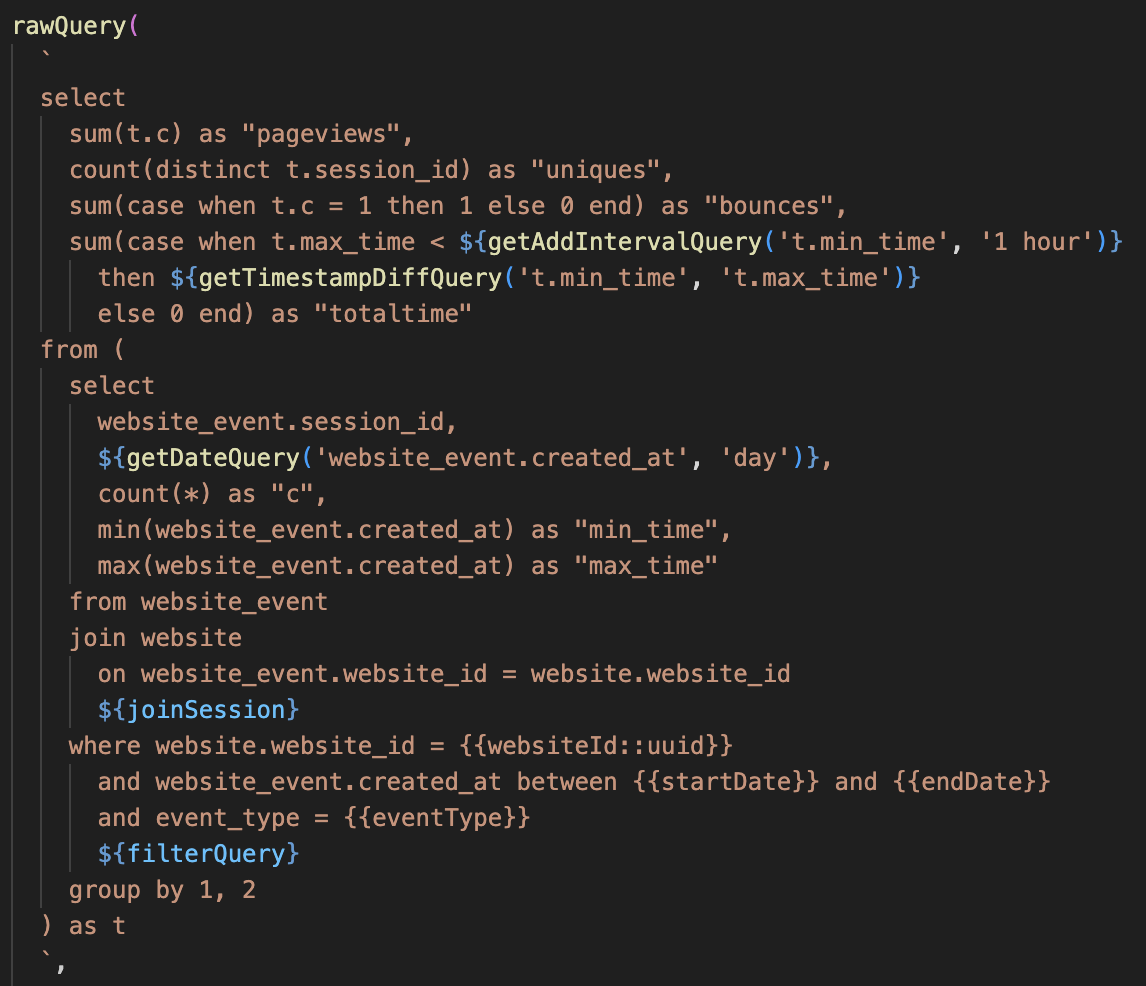 rawQuery(
`
select
sum(t.c) as "pageviews",
count(distinct t.session_id) as "uniques",
sum(case when t.c = 1 then 1 else 0 end) as "bounces",
sum(case when t.max_time < ${getAddIntervalQuery('t.min_time', '1 hour')}
then ${getTimestampDiffQuery('t.min_time', 't.max_time')}
else 0 end) as "totaltime"
from (
select
website_event.session_id,
${getDateQuery('website_event.created_at', 'day')},
count(*) as "c",
min(website_event.created_at) as "min_time",
max(website_event.created_at) as "max_time"
from website_event
join website
on website_event.website_id = website.website_id
${joinSession}
where website.website_id = {{websiteId::uuid}}
and website_event.created_at between {{startDate}} and {{endDate}}
and event_type = {{eventType}}
${filterQuery}
group by 1, 2
) as t
`,